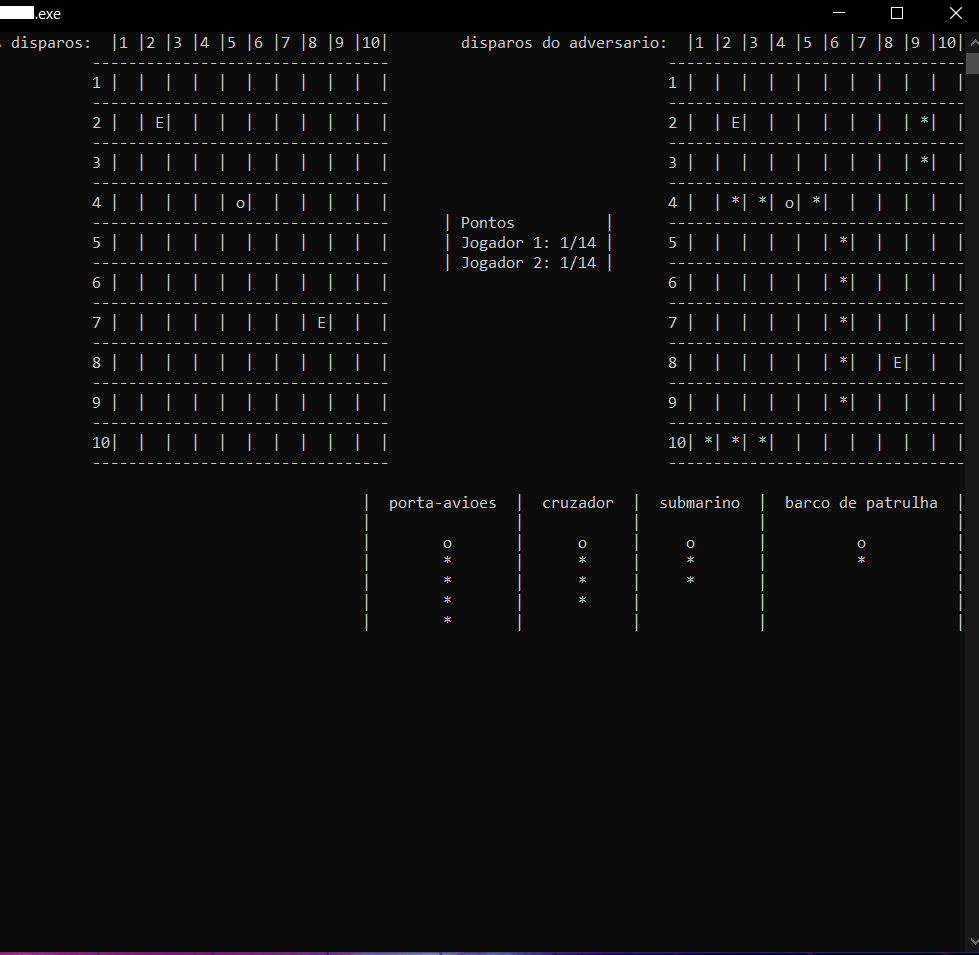 .exe
s disparos:  |1 |2 |3 |4 |5 |6 |7 |8 |9 |10|        disparos do adversario:  |1 |2 |3 |4 |5 |6 |7 |8 |9 |10|
---------------------------------        ---------------------------------
1 |  |  |  |  |  |  |  |  |  |  |        1 |  |  |  |  |  |  |  |  |  |  |
---------------------------------        ---------------------------------
2 |  | E|  |  |  |  |  |  |  |  |        2 |  | E|  |  |  |  |  |  | *|  |
---------------------------------        ---------------------------------
3 |  |  |  |  |  |  |  |  |  |  |        3 |  |  |  |  |  |  |  |  | *|  |
---------------------------------        ---------------------------------
4 |  |  |  |  | o|  |  |  |  |  |        4 |  | *| *| o| *|  |  |  |  |  |
---------------------------------      | Pontos          |      ---------------------------------
5 |  |  |  |  |  |  |  |  |  |  |      | Jogador 1: 1/14 |      5 |  |  |  |  |  | *|  |  |  |  |
---------------------------------      | Jogador 2: 1/14 |      ---------------------------------
6 |  |  |  |  |  |  |  |  |  |  |        6 |  |  |  |  |  | *|  |  |  |  |
---------------------------------        ---------------------------------
7 |  |  |  |  |  |  |  | E|  |  |        7 |  |  |  |  |  | *|  |  |  |  |
---------------------------------        ---------------------------------
8 |  |  |  |  |  |  |  |  |  |  |        8 |  |  |  |  |  | *|  | E|  |  |
---------------------------------        ---------------------------------
9 |  |  |  |  |  |  |  |  |  |  |        9 |  |  |  |  |  | *|  |  |  |  |
---------------------------------        ---------------------------------
10|  |  |  |  |  |  |  |  |  |  |        10| *| *| *|  |  |  |  |  |  |  |
---------------------------------        ---------------------------------
|  porta-avioes  |  cruzador  |  submarino  |  barco de patrulha  |
|                |            |             |                     |
|       o        |     o      |     o       |          o          |
|       *        |     *      |     *       |          *          |
|       *        |     *      |     *       |                     |
|       *        |     *      |             |                     |
|       *        |            |             |                     |